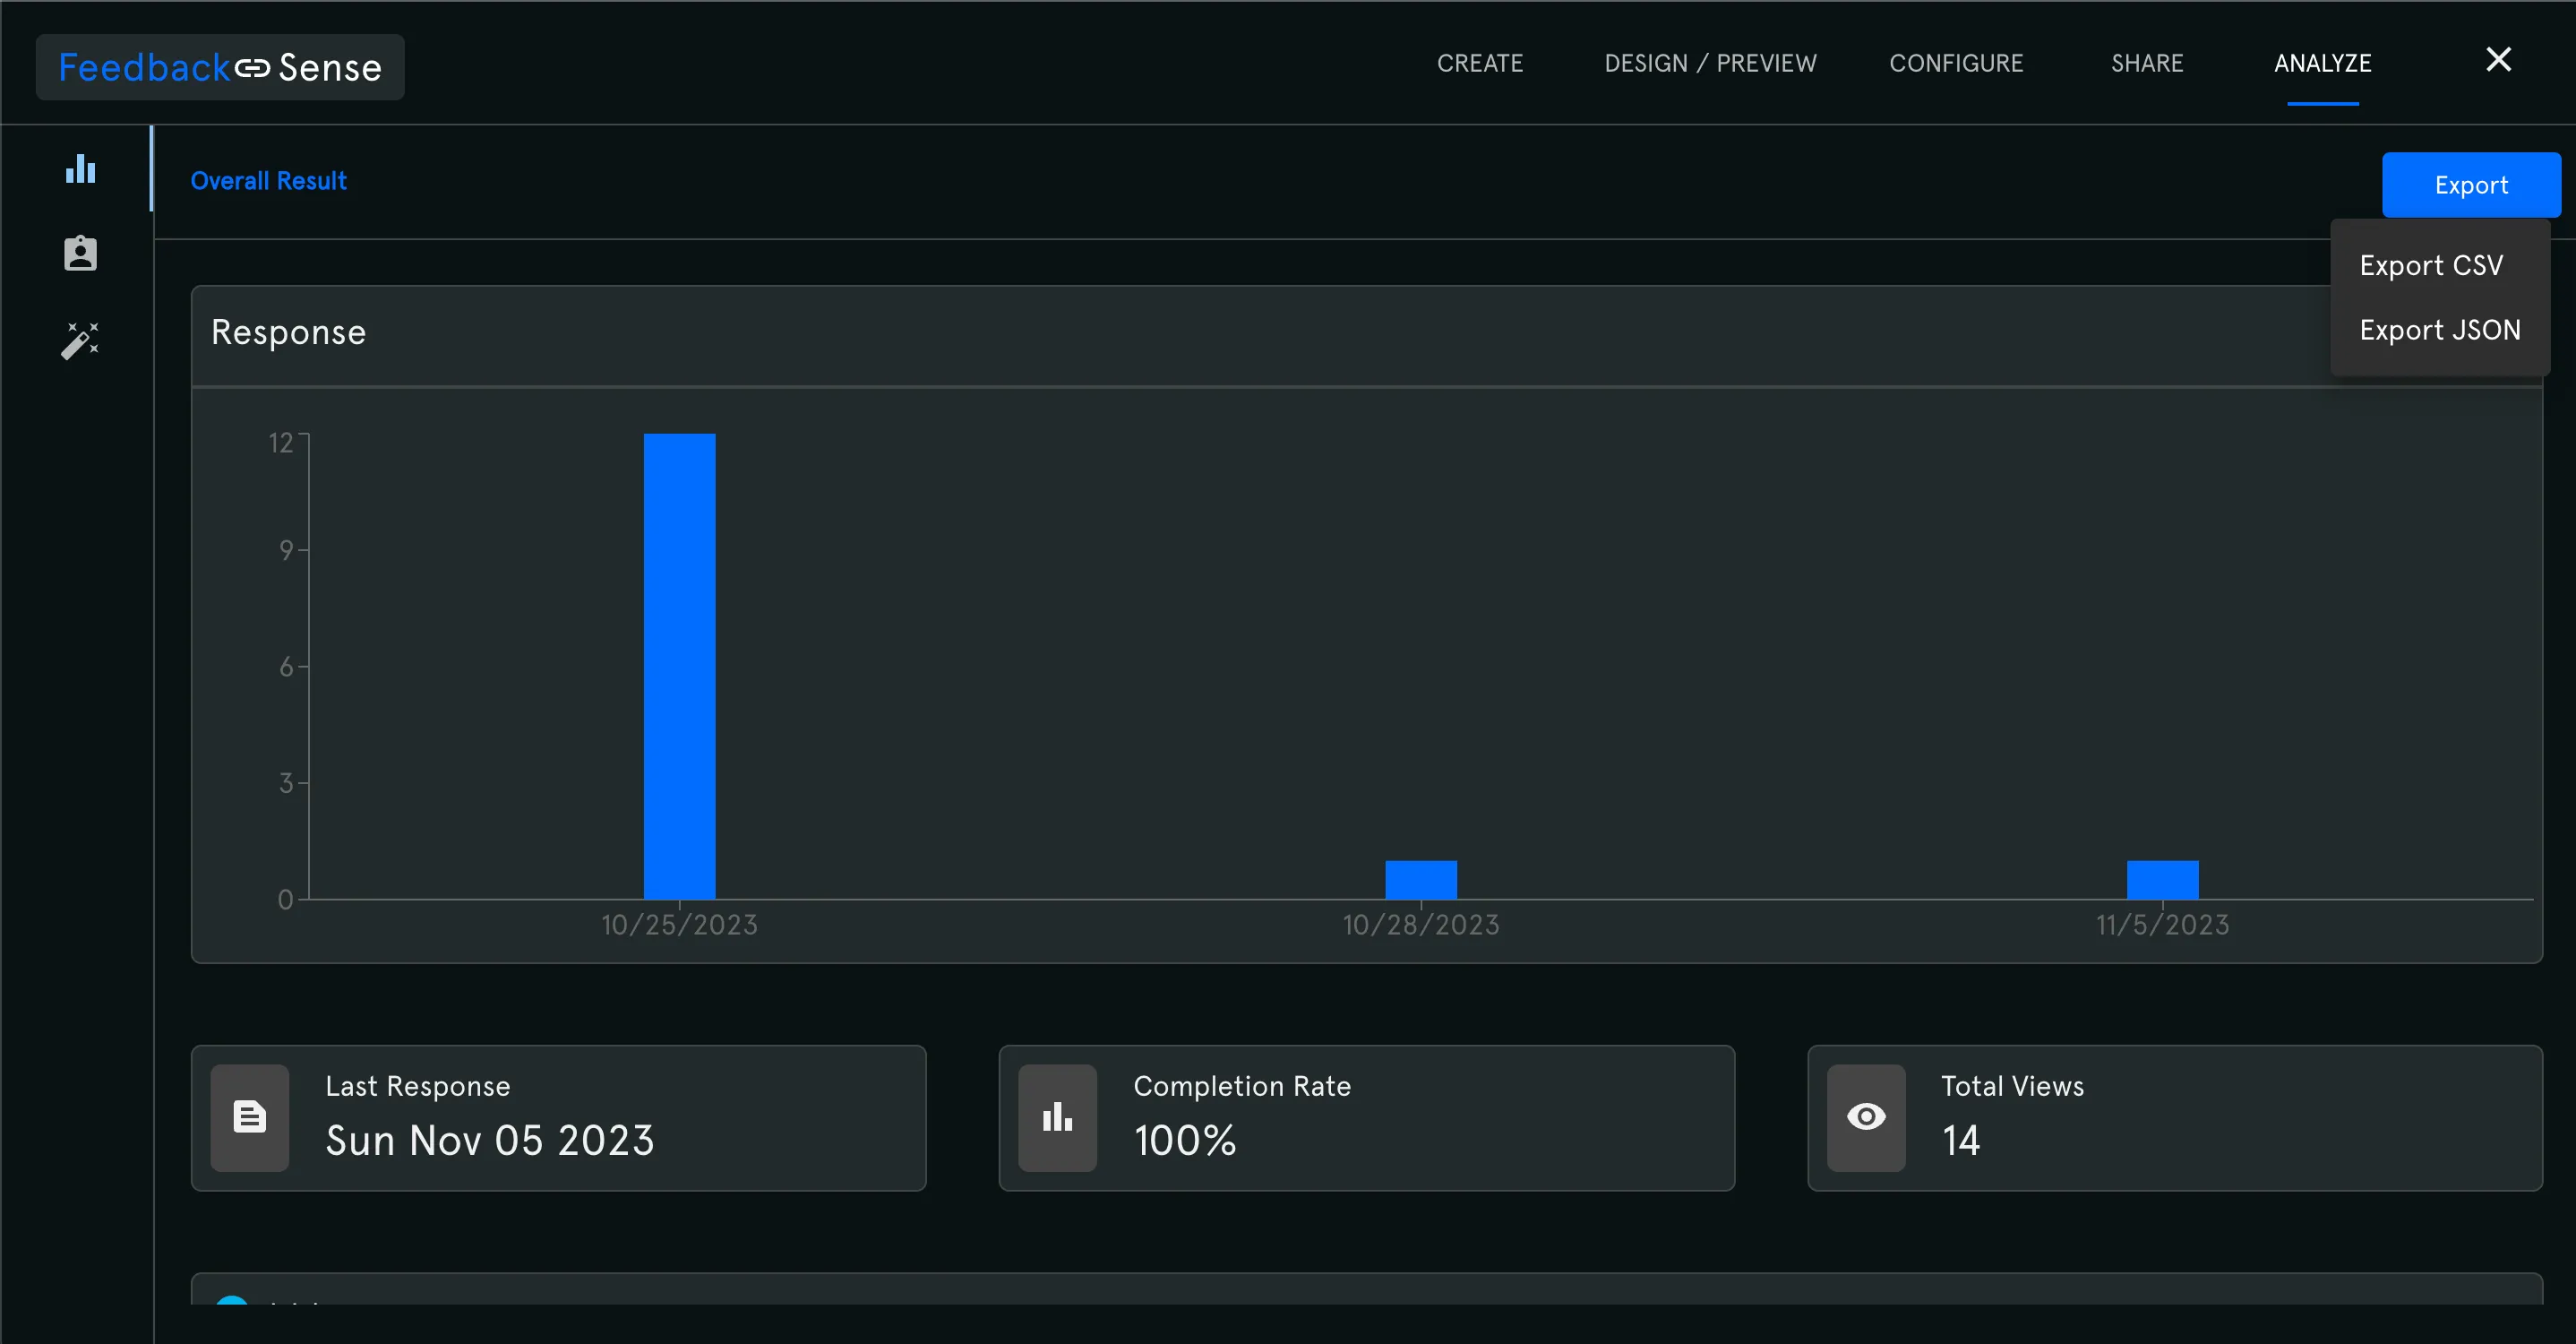 Feedback Sense
CREATE
DESIGN / PREVIEW
CONFIGURE
SHARE
ANALYZE
Overall Result
Export
Export CSV
Export JSON
Response
12
9
6
3
0
10/25/2023
10/28/2023
11/5/2023
Last Response
Sun Nov 05 2023
Completion Rate
100%
Total Views
14